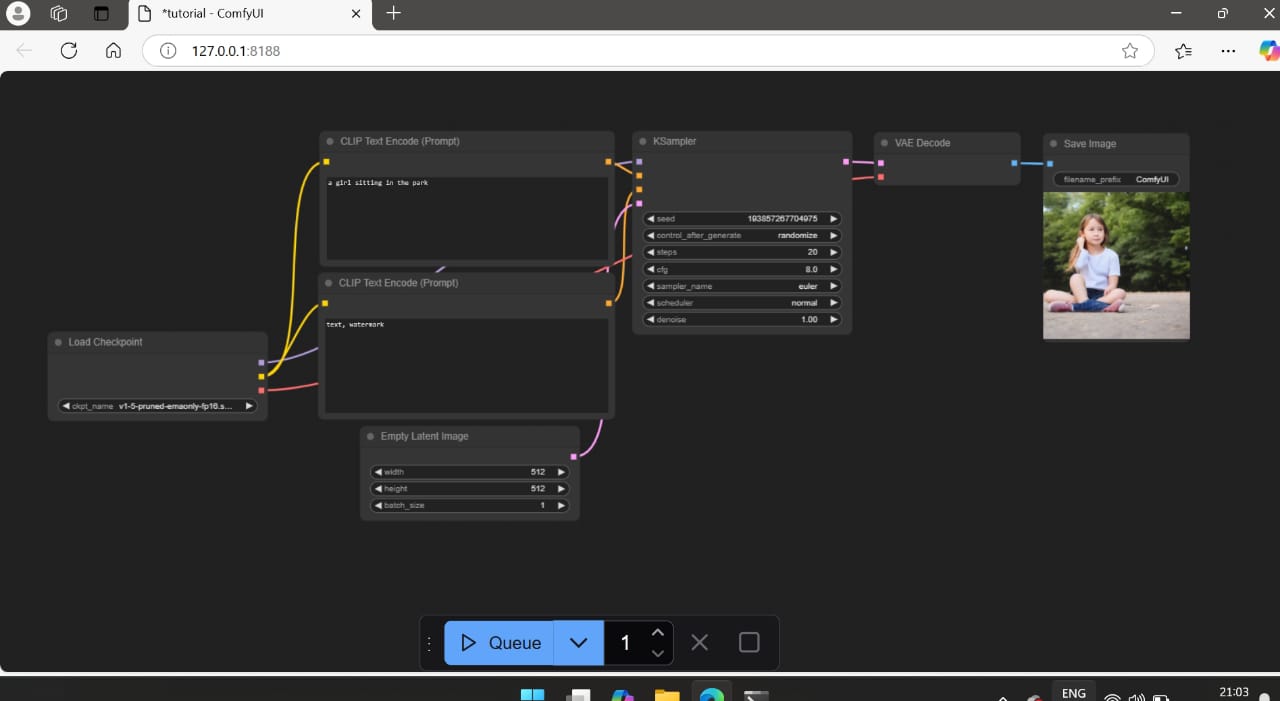 *tutorial - ComfyUI
127.0.0.1:8188
CLIP Text Encode (Prompt)
a girl sitting in the park
CLIP Text Encode (Prompt)
text, watermark
Load Checkpoint
ckpt_name v1-5-pruned-emaonly-fp16.s...
Empty Latent Image
width 512
height 512
batch_size 1
KSampler
seed 193857267704975
control_after_generate randomize
steps 20
cfg 8.0
sampler_name euler
scheduler normal
denoise 1.00
VAE Decode
Save Image
filename_prefix ComfyUI
Queue
1
ENG
21:03